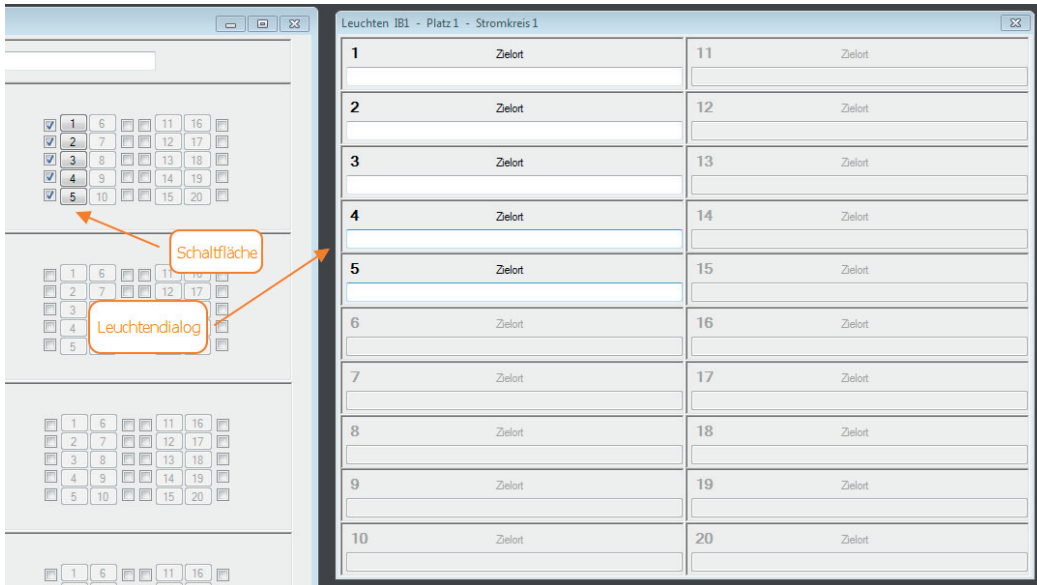 Leuchten IB1 - Platz 1 - Stromkreis 1
1 Zielort
11 Zielort
2 Zielort
12 Zielort
3 Zielort
13 Zielort
4 Zielort
14 Zielort
5 Zielort
15 Zielort
6 Zielort
16 Zielort
7 Zielort
17 Zielort
8 Zielort
18 Zielort
9 Zielort
19 Zielort
10 Zielort
20 Zielort
1 6 11 16
2 7 12 17
3 8 13 18
4 9 14 19
5 10 15 20
Schaltfläche
1 6 11
2 7 12 17
3
4
5
Leuchtendialog
1 6 11 16
2 7 12 17
3 8 13 18
4 9 14 19
5 10 15 20
1 6 11 16